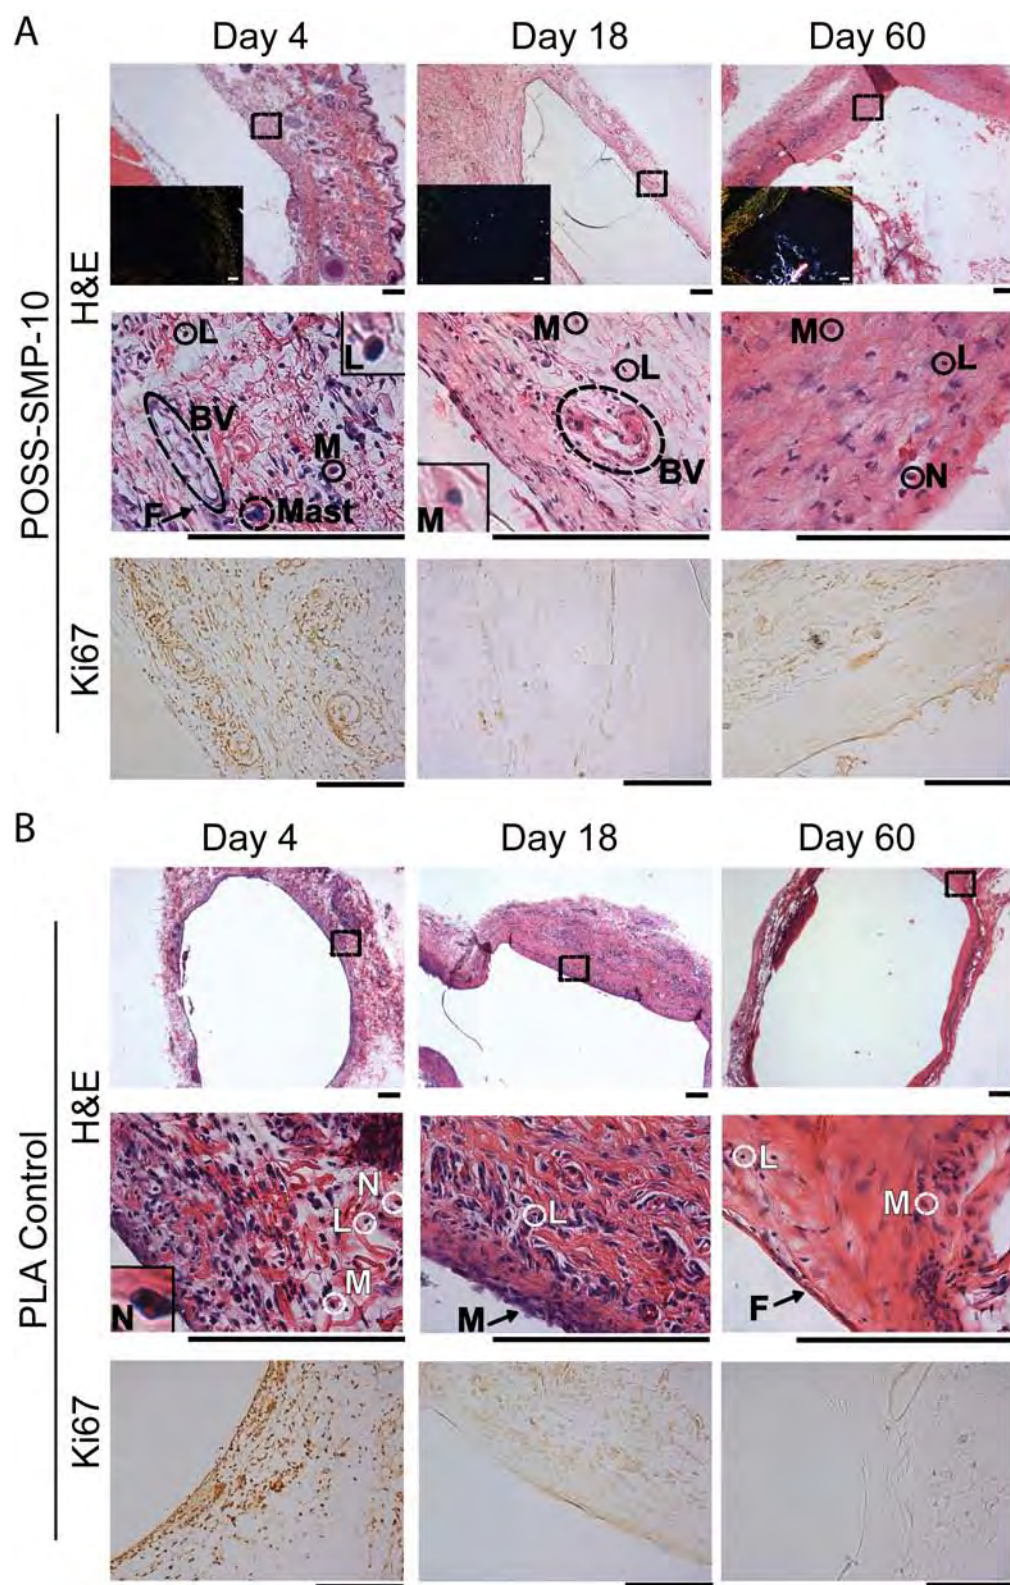 A
Day 4
Day 18
Day 60
POSS-SMP-10
H&E
L
L
BV
M
F
Mast
M
L
BV
M
M
L
N
Ki67
B
Day 4
Day 18
Day 60
PLA Control
H&E
N
L
M
N
L
M
L
M
F
Ki67